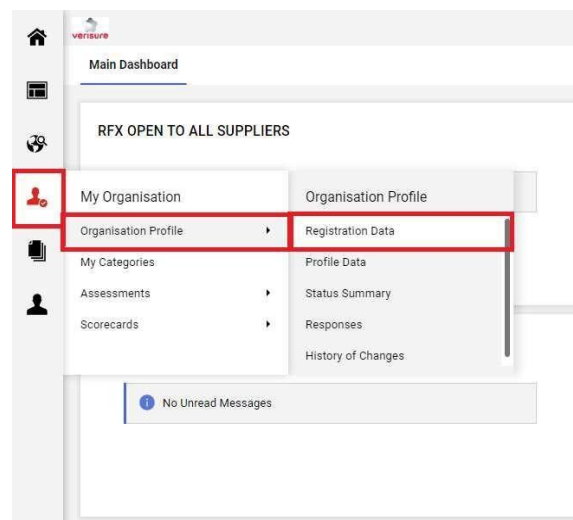 verisure
Main Dashboard
RFX OPEN TO ALL SUPPLIERS
My Organisation
Organisation Profile
My Categories
Assessments
Scorecards
Organisation Profile
Registration Data
Profile Data
Status Summary
Responses
History of Changes
No Unread Messages